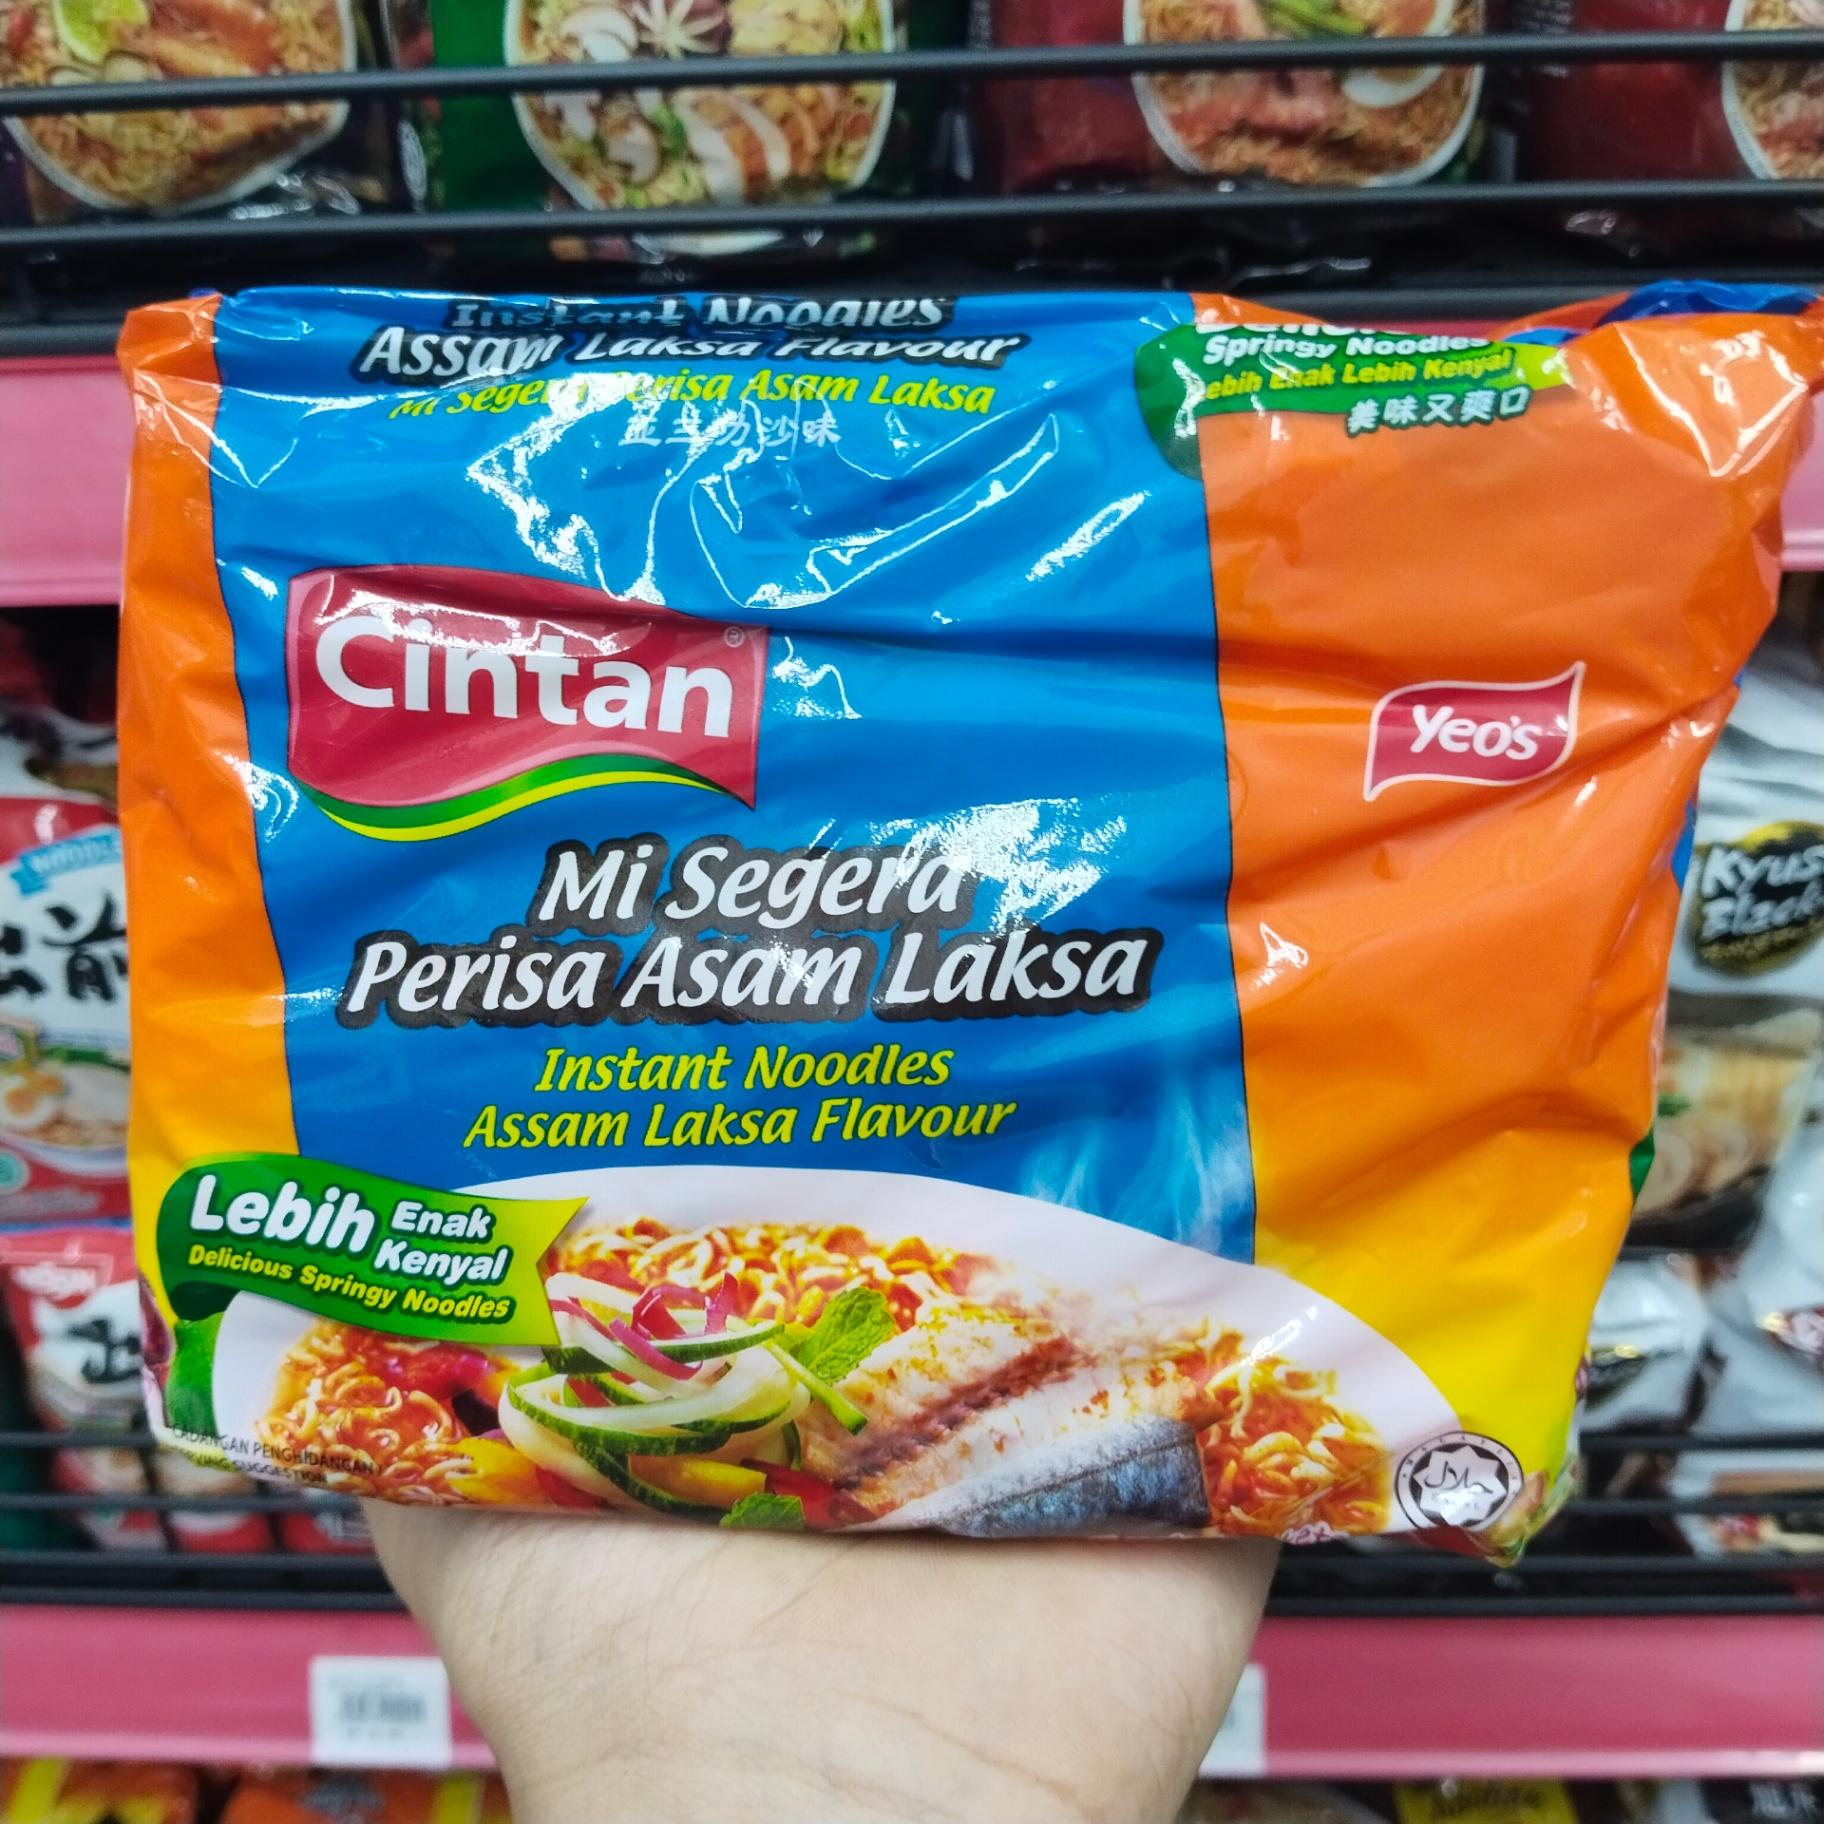 Instant Noodles
Assam Laksa Flavour
Mi Segera Perisa Asam Laksa
Springy Noodles
Lebih Enak Lebih Kenyal
美味又爽口
Cintan®
Yeo's
Mi Segera
Perisa Asam Laksa
Instant Noodles
Assam Laksa Flavour
Lebih Enak
Kenyal
Delicious Springy Noodles
CADANGAN PENGHIDANGAN /
SERVING SUGGESTION